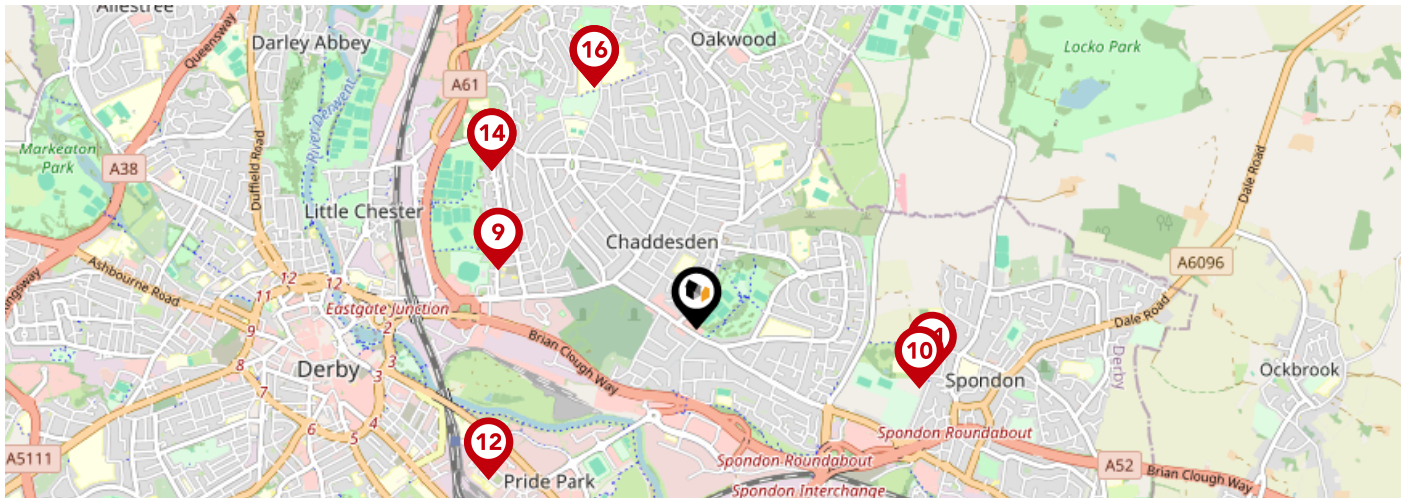 Allestree
Queensway
Darley Abbey
16
Oakwood
Locko Park
A61
River Derwent
14
Markeaton
Park
A38
Duffield Road
Dale Road
Little Chester
9
Chaddesden
A6096
Ashbourne Road
12
12
11
Eastgate Junction
2
9
3
8
Derby
3
7
4
6
5
Brian Clough Way
1
10
Dale Road
Derby
Spondon
Ockbrook
12
Pride Park
A5111
Spondon Roundabout
Spondon Roundabout
Spondon Interchange
A52
Brian Clough Way